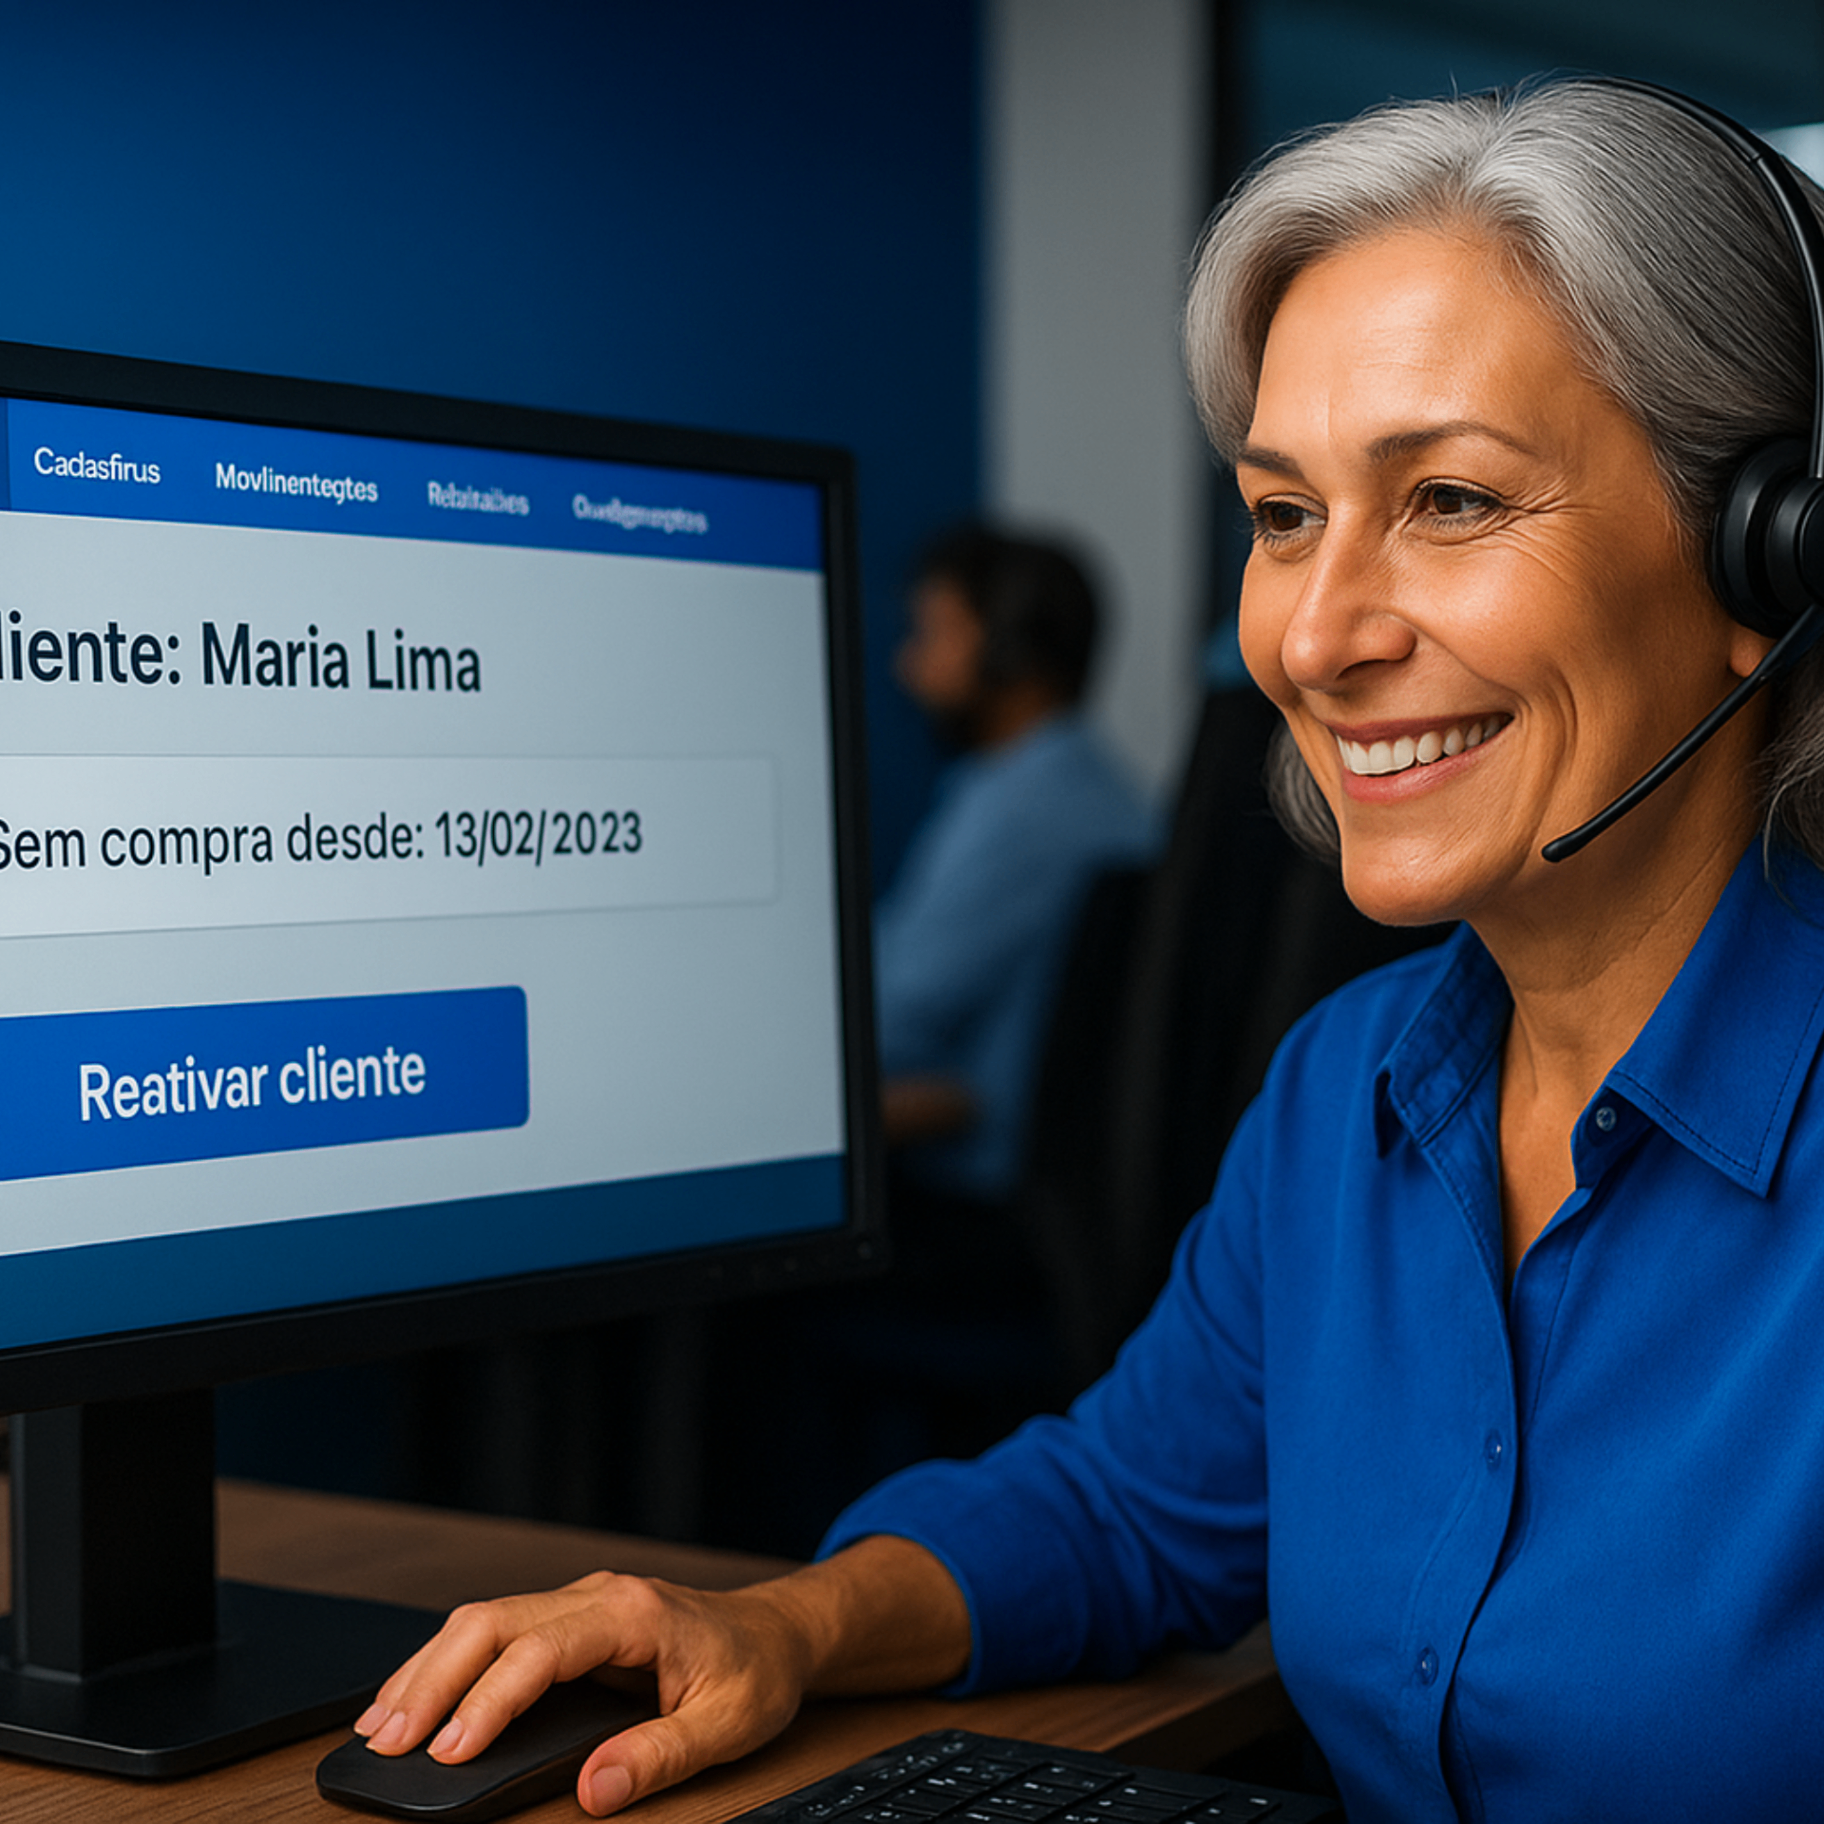 Cadasfirus Movlinentegtes
liente: Maria Lima
Sem compra desde: 13/02/2023
Reativar cliente